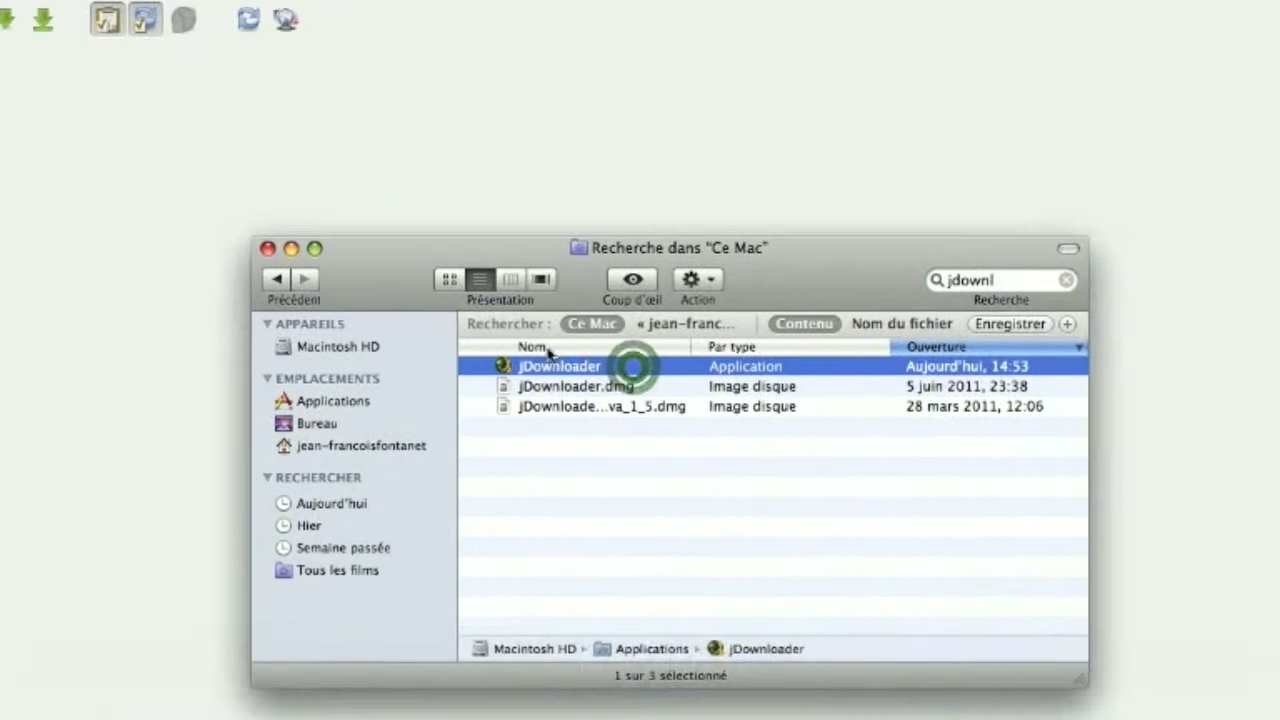 Recherche dans “Ce Mac”
jdownl
Précédent Présentation Coup d'œil Action Recherche
Rechercher : Ce Mac « jean-franc... Contenu Nom du fichier Enregistrer
APPAREILS
Macintosh HD
EMPLACEMENTS
Applications
Bureau
jean-francoisfontanet
RECHERCHER
Aujourd'hui
Hier
Semaine passée
Tous les films
Nom Par type Ouverture
jDownloader Application Aujourd'hui, 14:53
jDownloader.dmg Image disque 5 juin 2011, 23:38
jDownloade...va_1_5.dmg Image disque 28 mars 2011, 12:06
Macintosh HD Applications jDownloader
1 sur 3 sélectionné